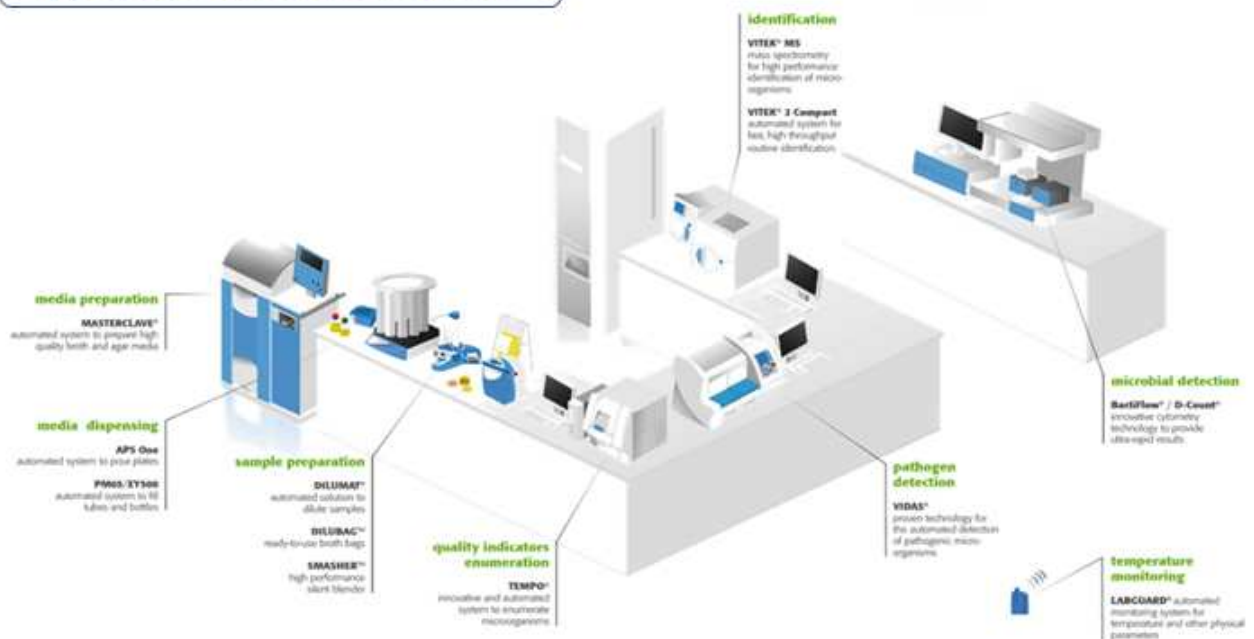 identification
VITEK® MS
mass spectrometry
for high performance
identification of micro-
organisms
VITEK® 2 Compact
automated system for
fast, high throughput
routine identification
media preparation
MASTERCLAVE®
automated system to prepare high
quality broth and agar media
media dispensing
APS One
automated system to pour plates
automated system to fill
tubes and bottles
sample preparation
DILUMAT®
automated solution to
dilute samples
DILUBAG™
ready-to-use broth bags
SMASHER™
high performance
silent blender
quality indicators
enumeration
TEMPO®
innovative and automated
system to enumerate
microorganisms
pathogen
detection
VIDAS®
proven technology for
the automated detection
of pathogenic micro-
organisms
microbial detection
BactiFlow® / D-Count®
innovative cytometry
technology to provide
ultra-rapid results
temperature
monitoring
LABGUARD® automated
monitoring system for
temperature and other physical
parameters